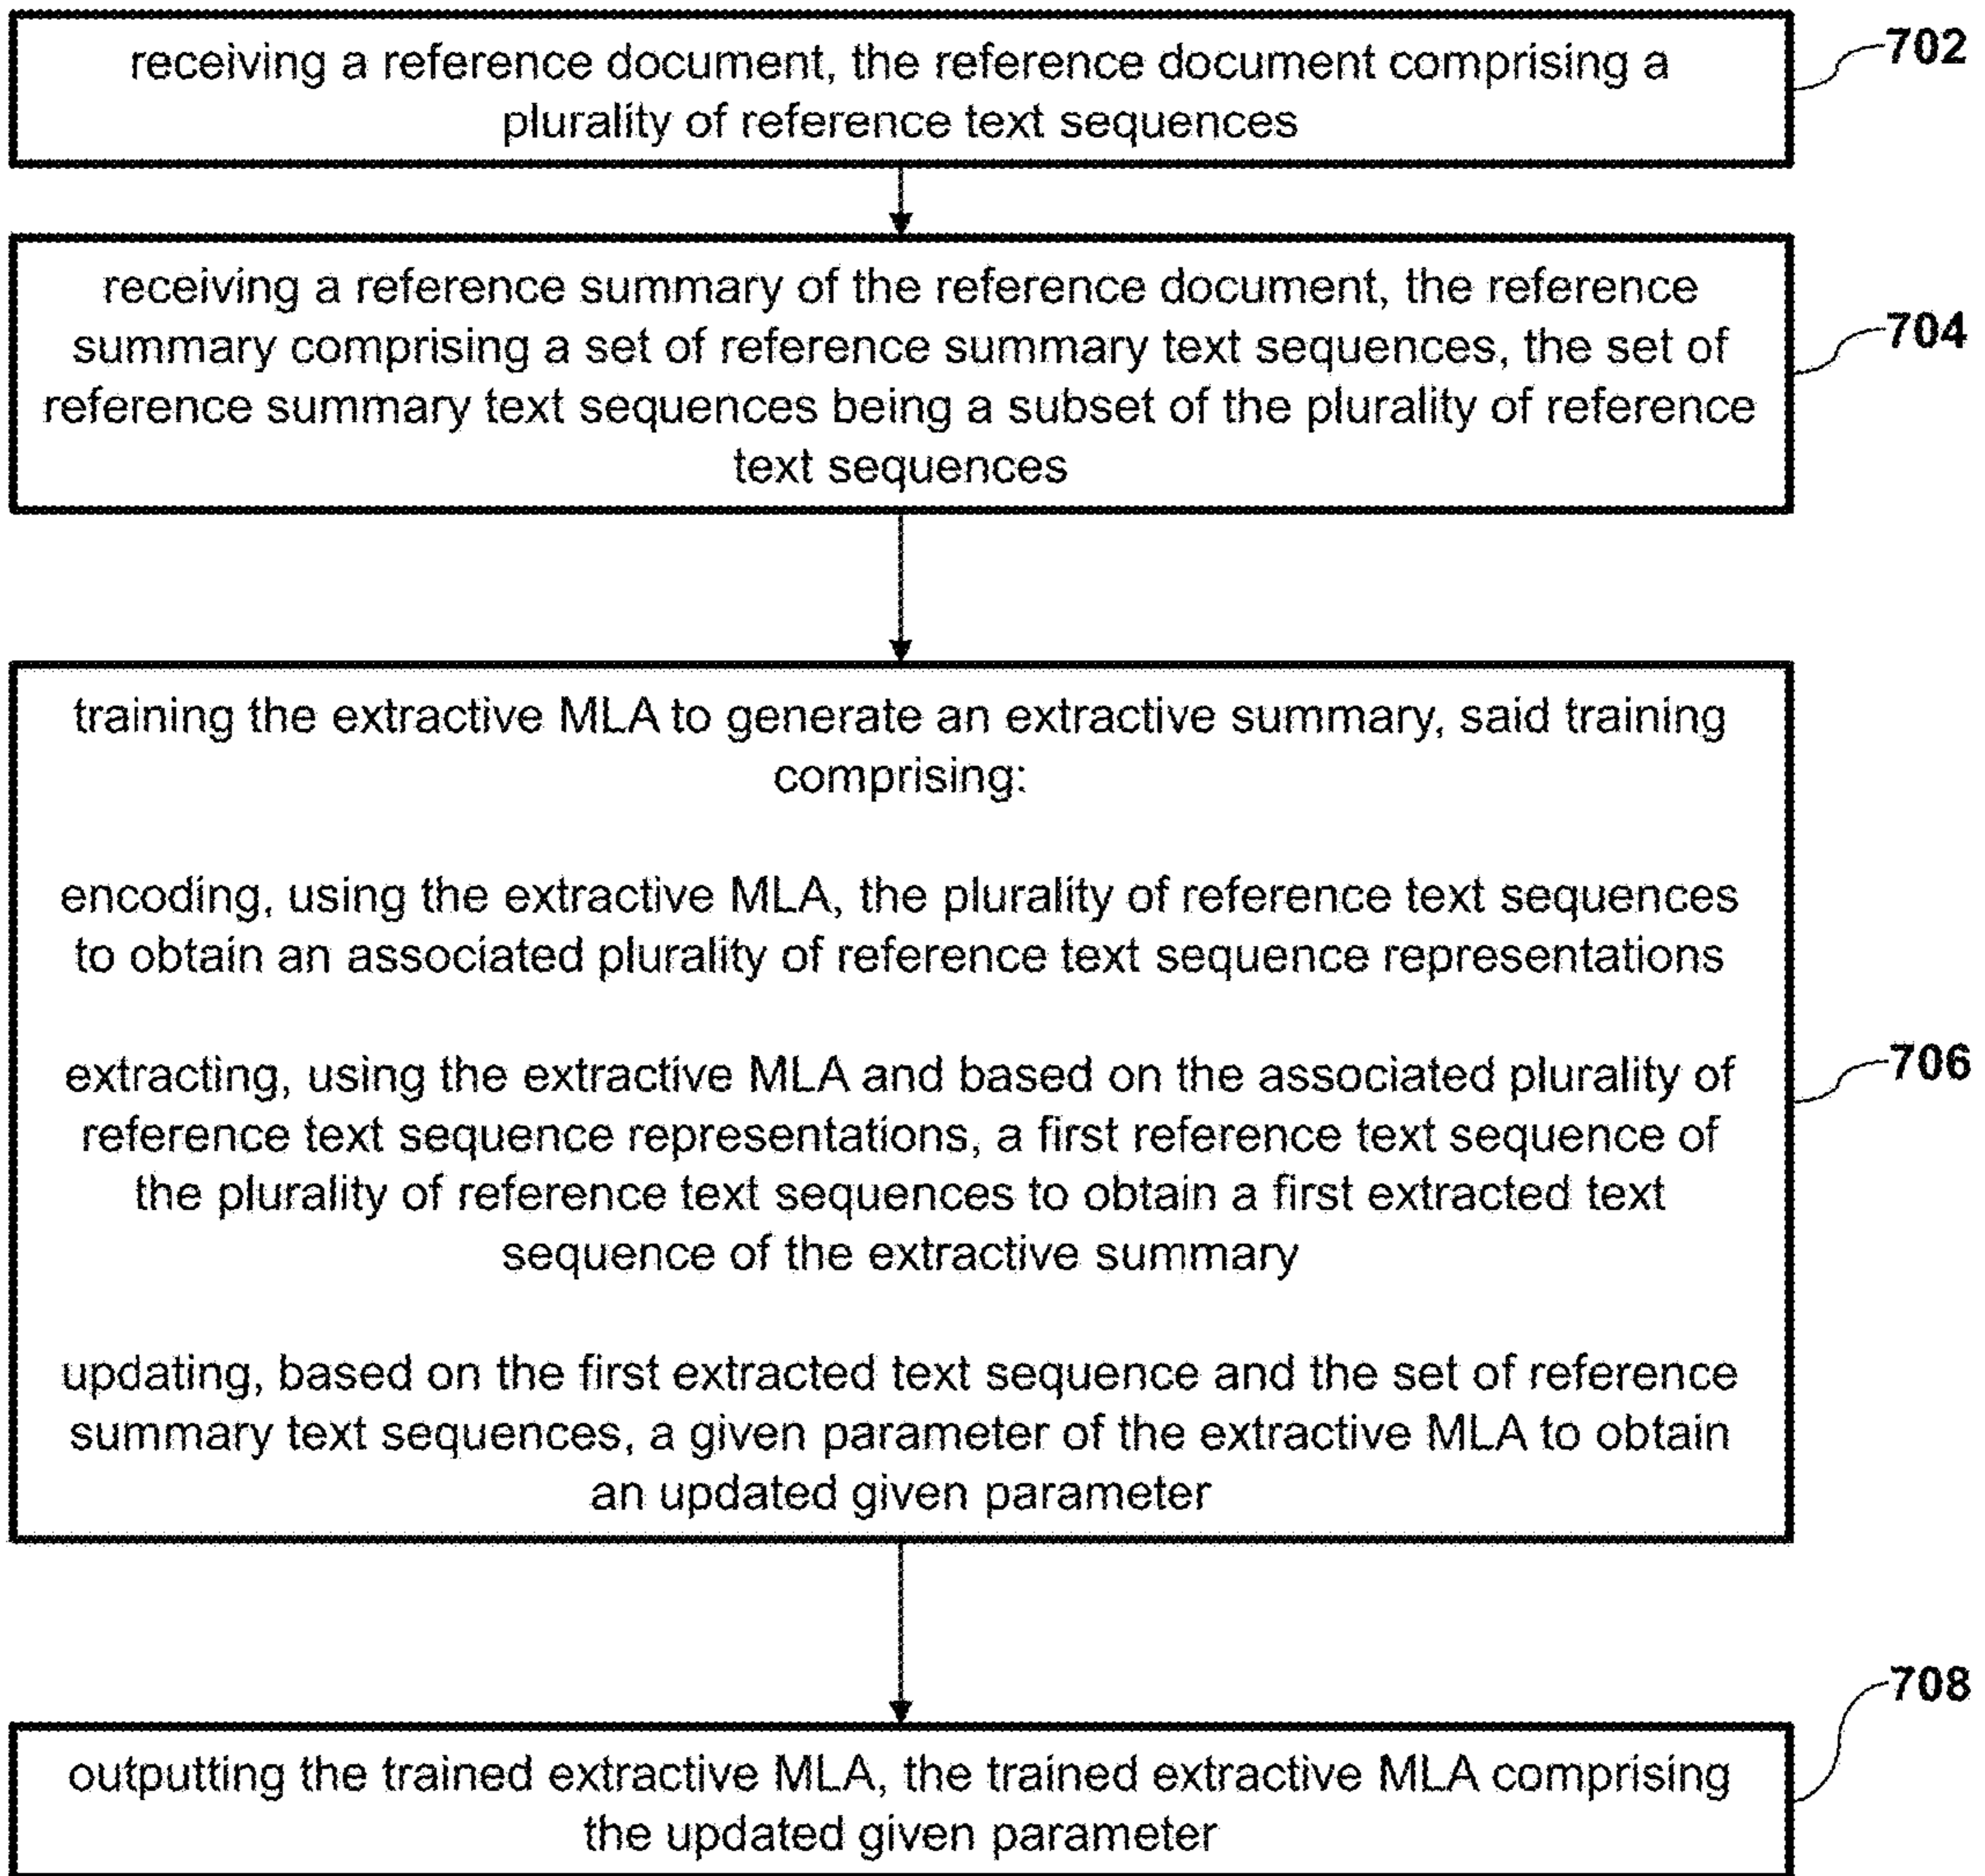 receiving a reference document, the reference document comprising a
plurality of reference text sequences
702
receiving a reference summary of the reference document, the reference
summary comprising a set of reference summary text sequences, the set of
reference summary text sequences being a subset of the plurality of reference
text sequences
704
training the extractive MLA to generate an extractive summary, said training
comprising:
encoding, using the extractive MLA, the plurality of reference text sequences
to obtain an associated plurality of reference text sequence representations
extracting, using the extractive MLA and based on the associated plurality of
reference text sequence representations, a first reference text sequence of
the plurality of reference text sequences to obtain a first extracted text
sequence of the extractive summary
updating, based on the first extracted text sequence and the set of reference
summary text sequences, a given parameter of the extractive MLA to obtain
an updated given parameter
706
outputting the trained extractive MLA, the trained extractive MLA comprising
the updated given parameter
708